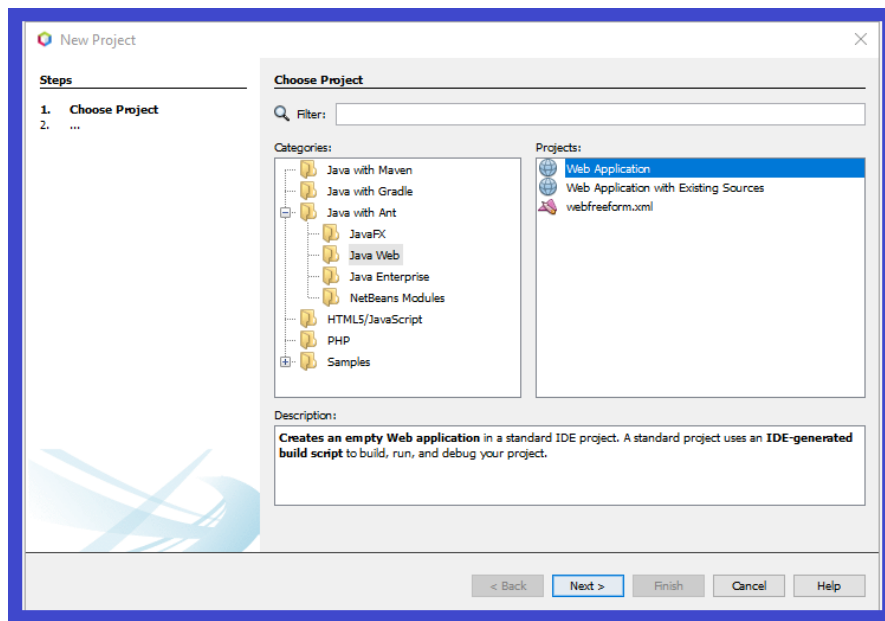 New Project
Steps
1. Choose Project
2. ...
Choose Project
Filter:
Categories:
Java with Maven
Java with Gradle
Java with Ant
JavaFX
Java Web
Java Enterprise
NetBeans Modules
HTML5/JavaScript
PHP
Samples
Projects:
Web Application
Web Application with Existing Sources
webfreeform.xml
Description:
Creates an empty Web application in a standard IDE project. A standard project uses an IDE-generated
build script to build, run, and debug your project.
< Back Next > Finish Cancel Help